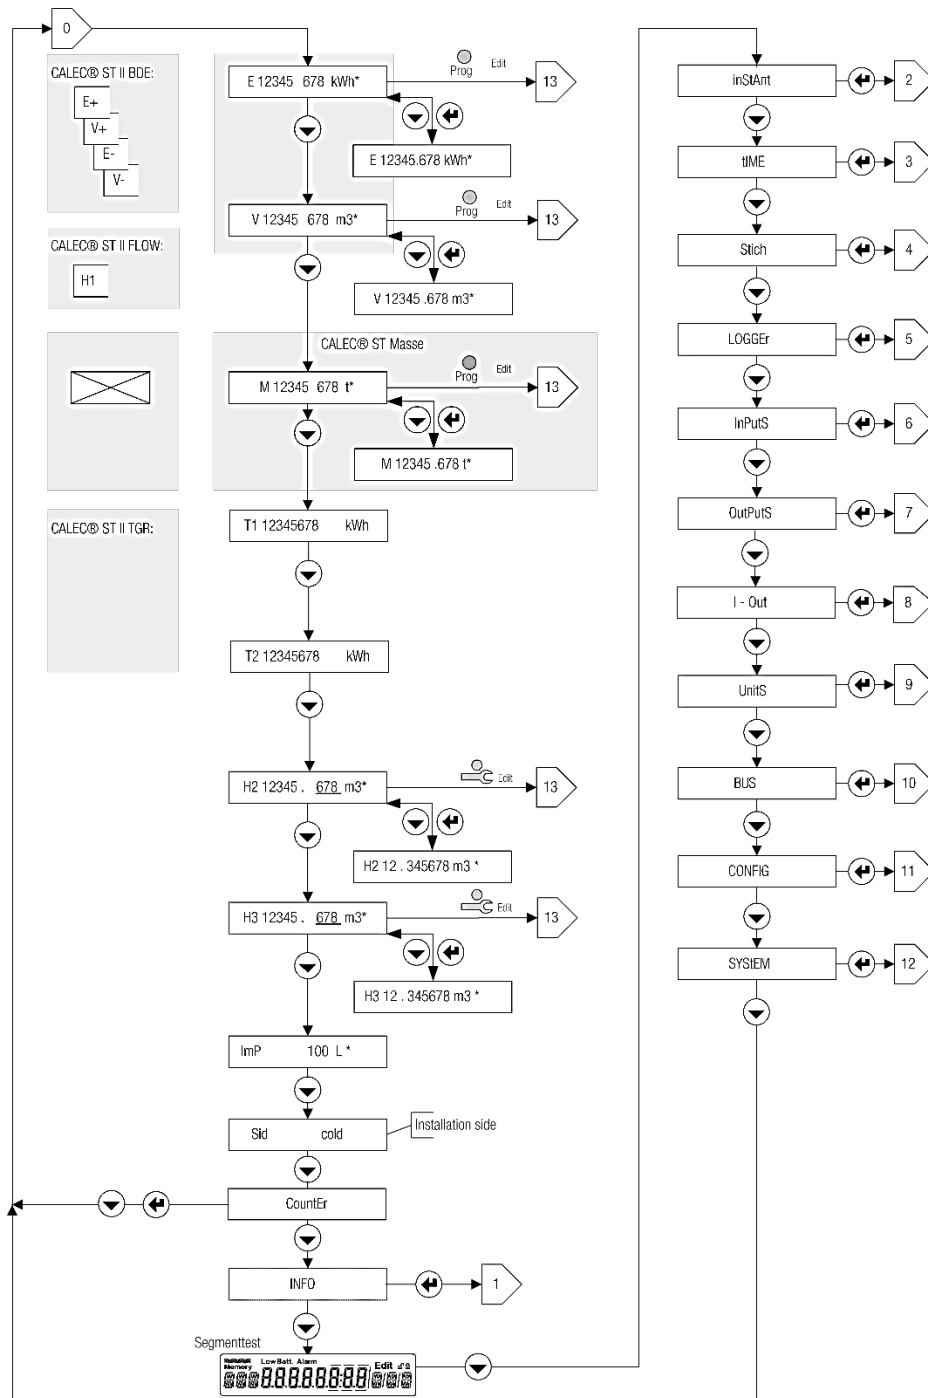 0
CALEC® ST II BDE:
E+
V+
E-
V-
E 12345 678 kWh*
Prog
Edit
13
E 12345.678 kWh*
V 12345 678 m3*
Prog
Edit
13
V 12345 .678 m3*
CALEC® ST II FLOW:
H1
CALEC® ST Masse
M 12345 678 t*
Prog
Edit
13
M 12345 .678 t*
CALEC® ST II TGR:
T1 12345678 kWh
T2 12345678 kWh
H2 12345 . 678 m3*
Edit
13
H2 12 . 345678 m3 *
H3 12345 . 678 m3*
Edit
13
H3 12 . 345678 m3 *
ImP 100 L *
Sid cold
Installation side
CountEr
INFO
1
Segmenttest
Low Batt. Alarm
Memory
Edit
inStAnt
2
tIME
3
Stich
4
LOGGEr
5
InPutS
6
OutPutS
7
I - Out
8
UnitS
9
BUS
10
CONFIG
11
SYStEM
12